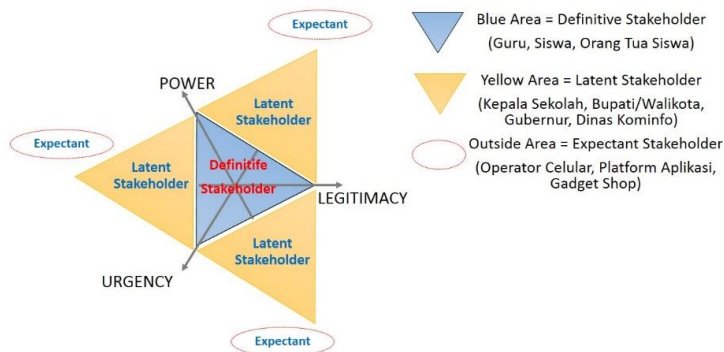 Expectant
POWER
Latent
Stakeholder
Expectant
Latent
Stakeholder
Definitife
Stakeholder
LEGITIMACY
Latent
Stakeholder
URGENCY
Expectant
Blue Area = Definitive Stakeholder
(Guru, Siswa, Orang Tua Siswa)
Yellow Area = Latent Stakeholder
(Kepala Sekolah, Bupati/Walikota,
Gubernur, Dinas Kominfo)
Outside Area = Expectant Stakeholder
(Operator Celular, Platform Aplikasi,
Gadget Shop)